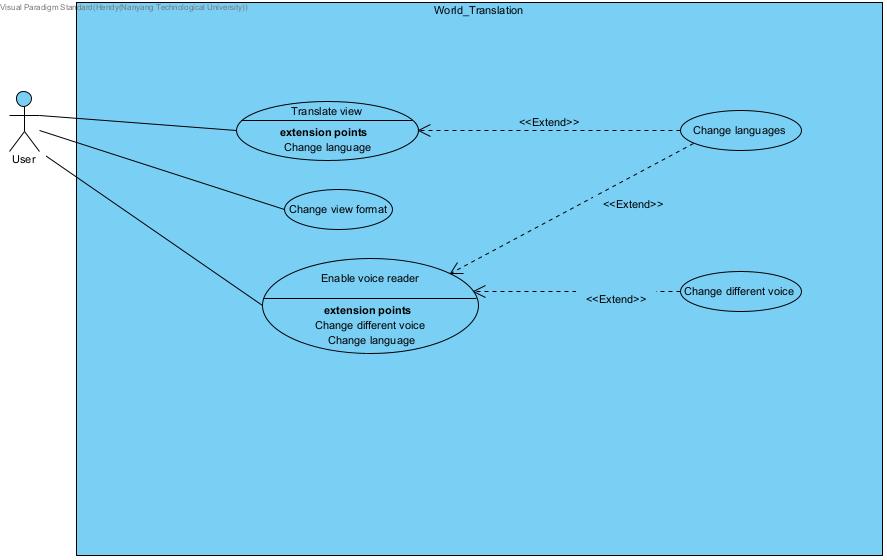 Visual Paradigm Standard(Hendy(Nanyang Technological University))
World_Translation
User
Translate view
extension points
Change language
<<Extend>>
Change languages
Change view format
<<Extend>>
Enable voice reader
extension points
Change different voice
Change language
<<Extend>>
Change different voice